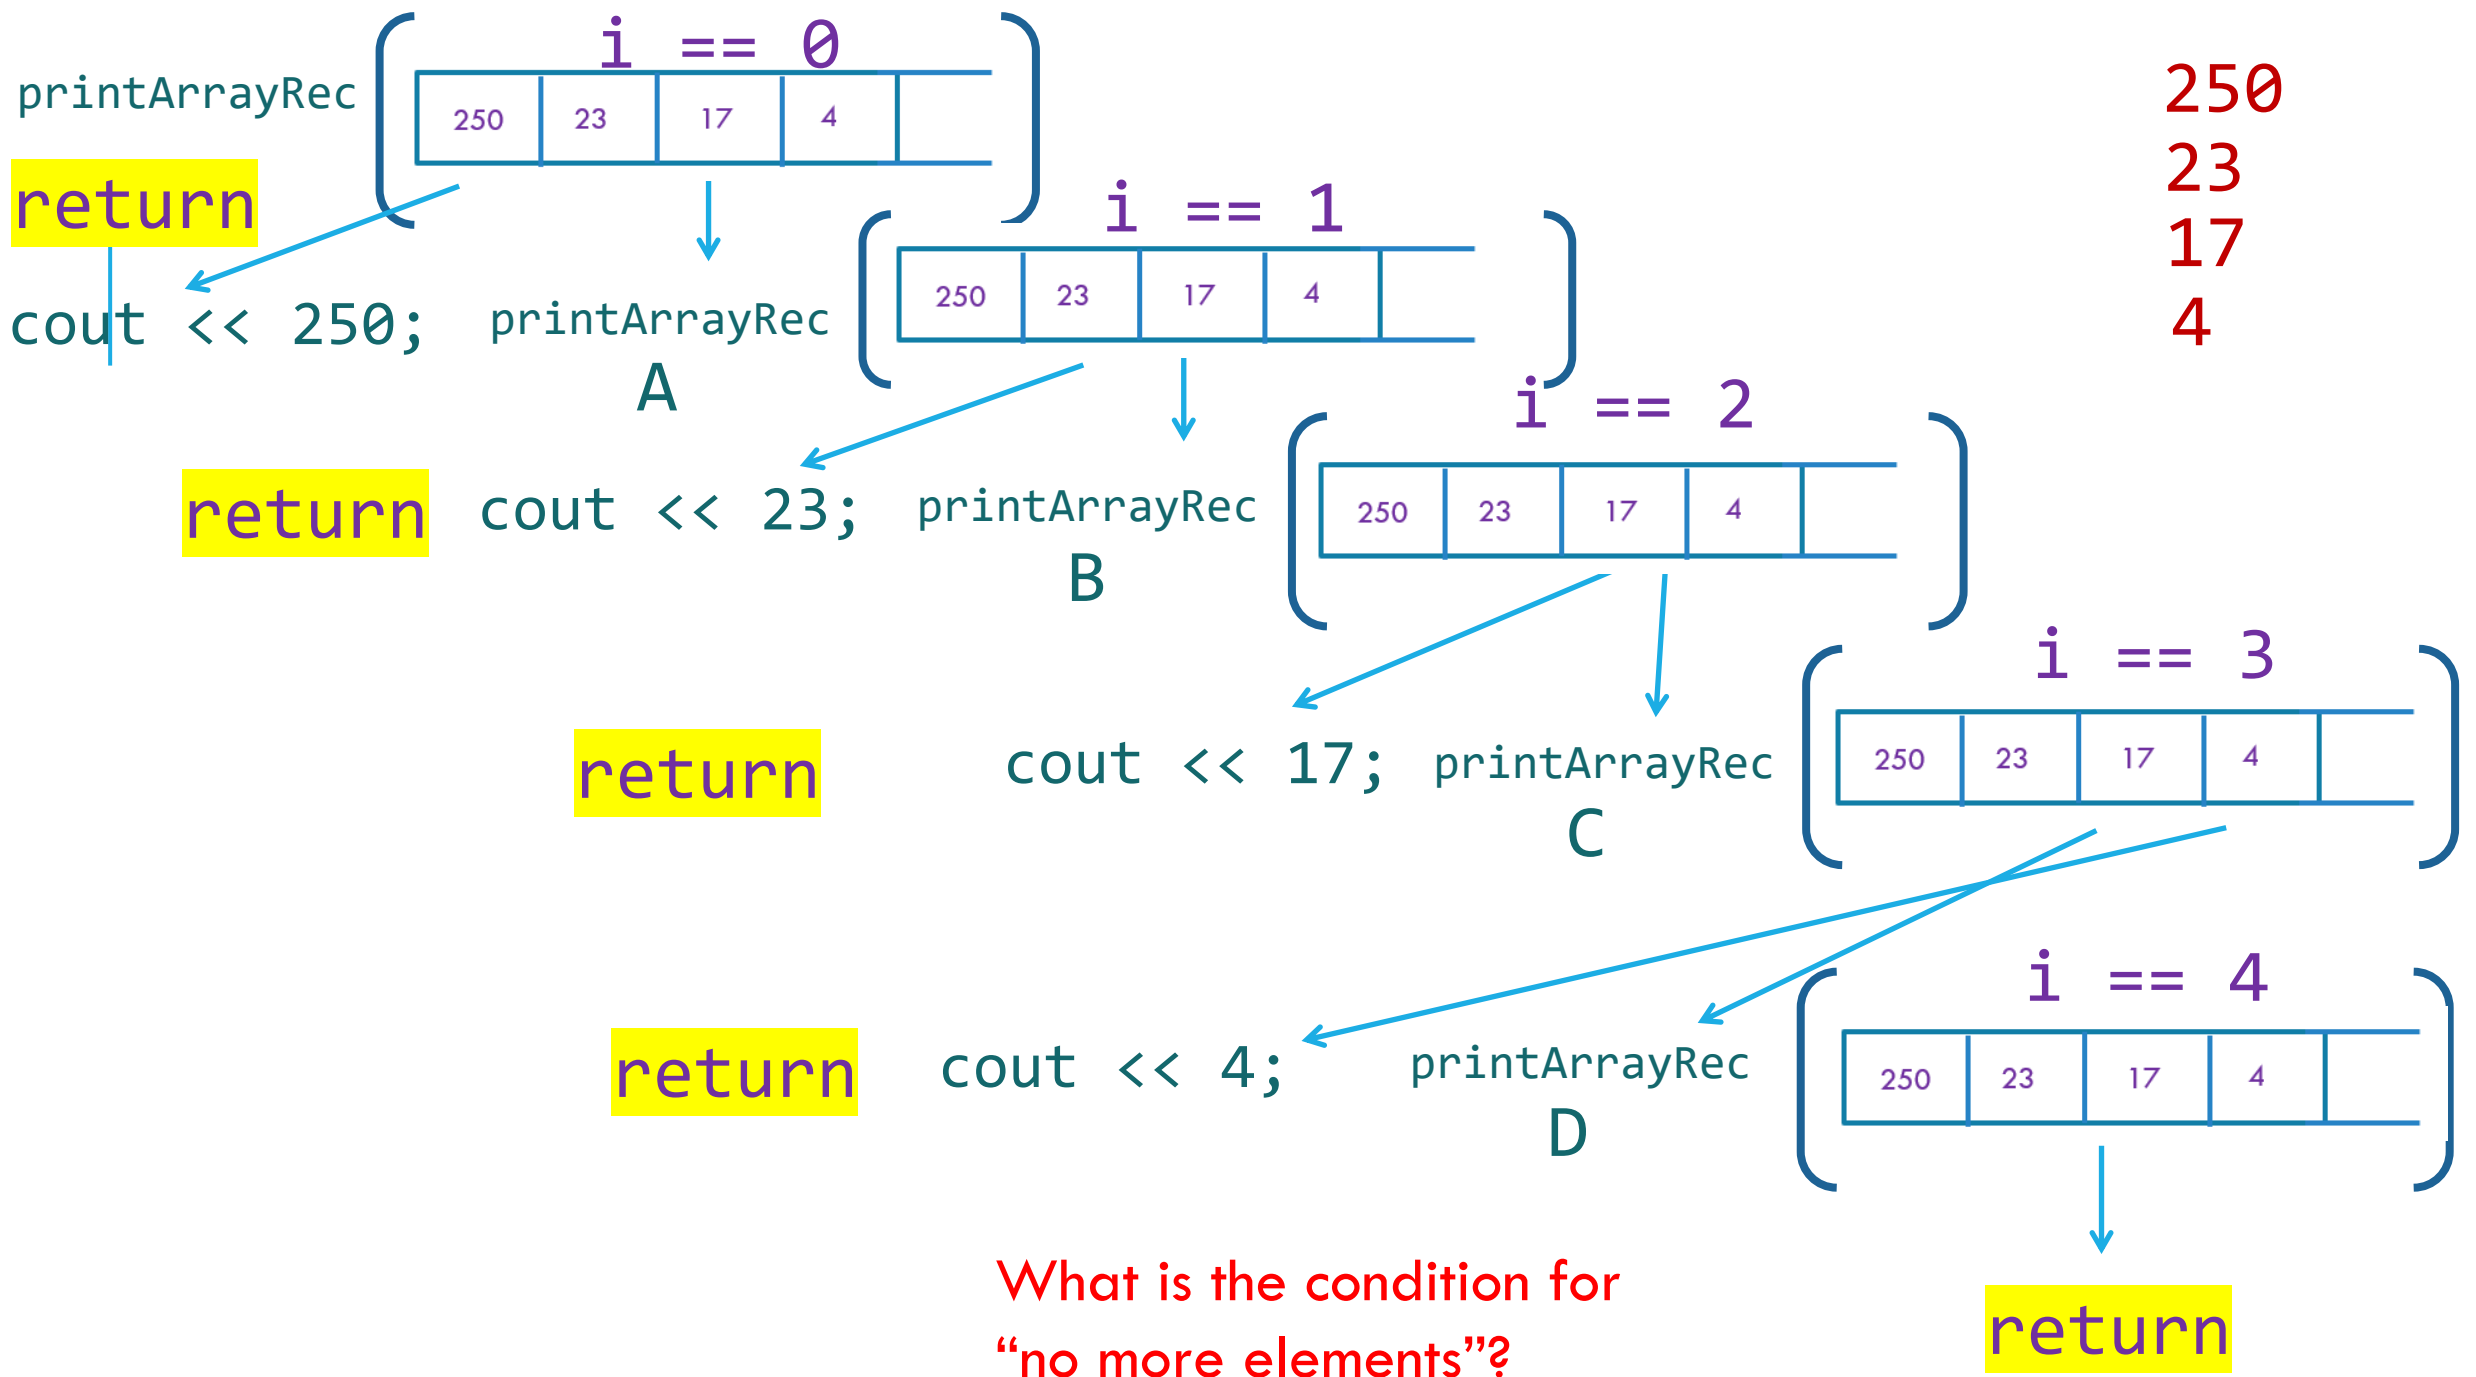 i == 0
printArrayRec
250 23 17 4
250
23
17
4
return
i == 1
250 23 17 4
cout << 250;
printArrayRec
A
i == 2
250 23 17 4
return
cout << 23;
printArrayRec
B
i == 3
250 23 17 4
return
cout << 17;
printArrayRec
C
i == 4
250 23 17 4
return
cout << 4;
printArrayRec
D
What is the condition for
“no more elements”?
return